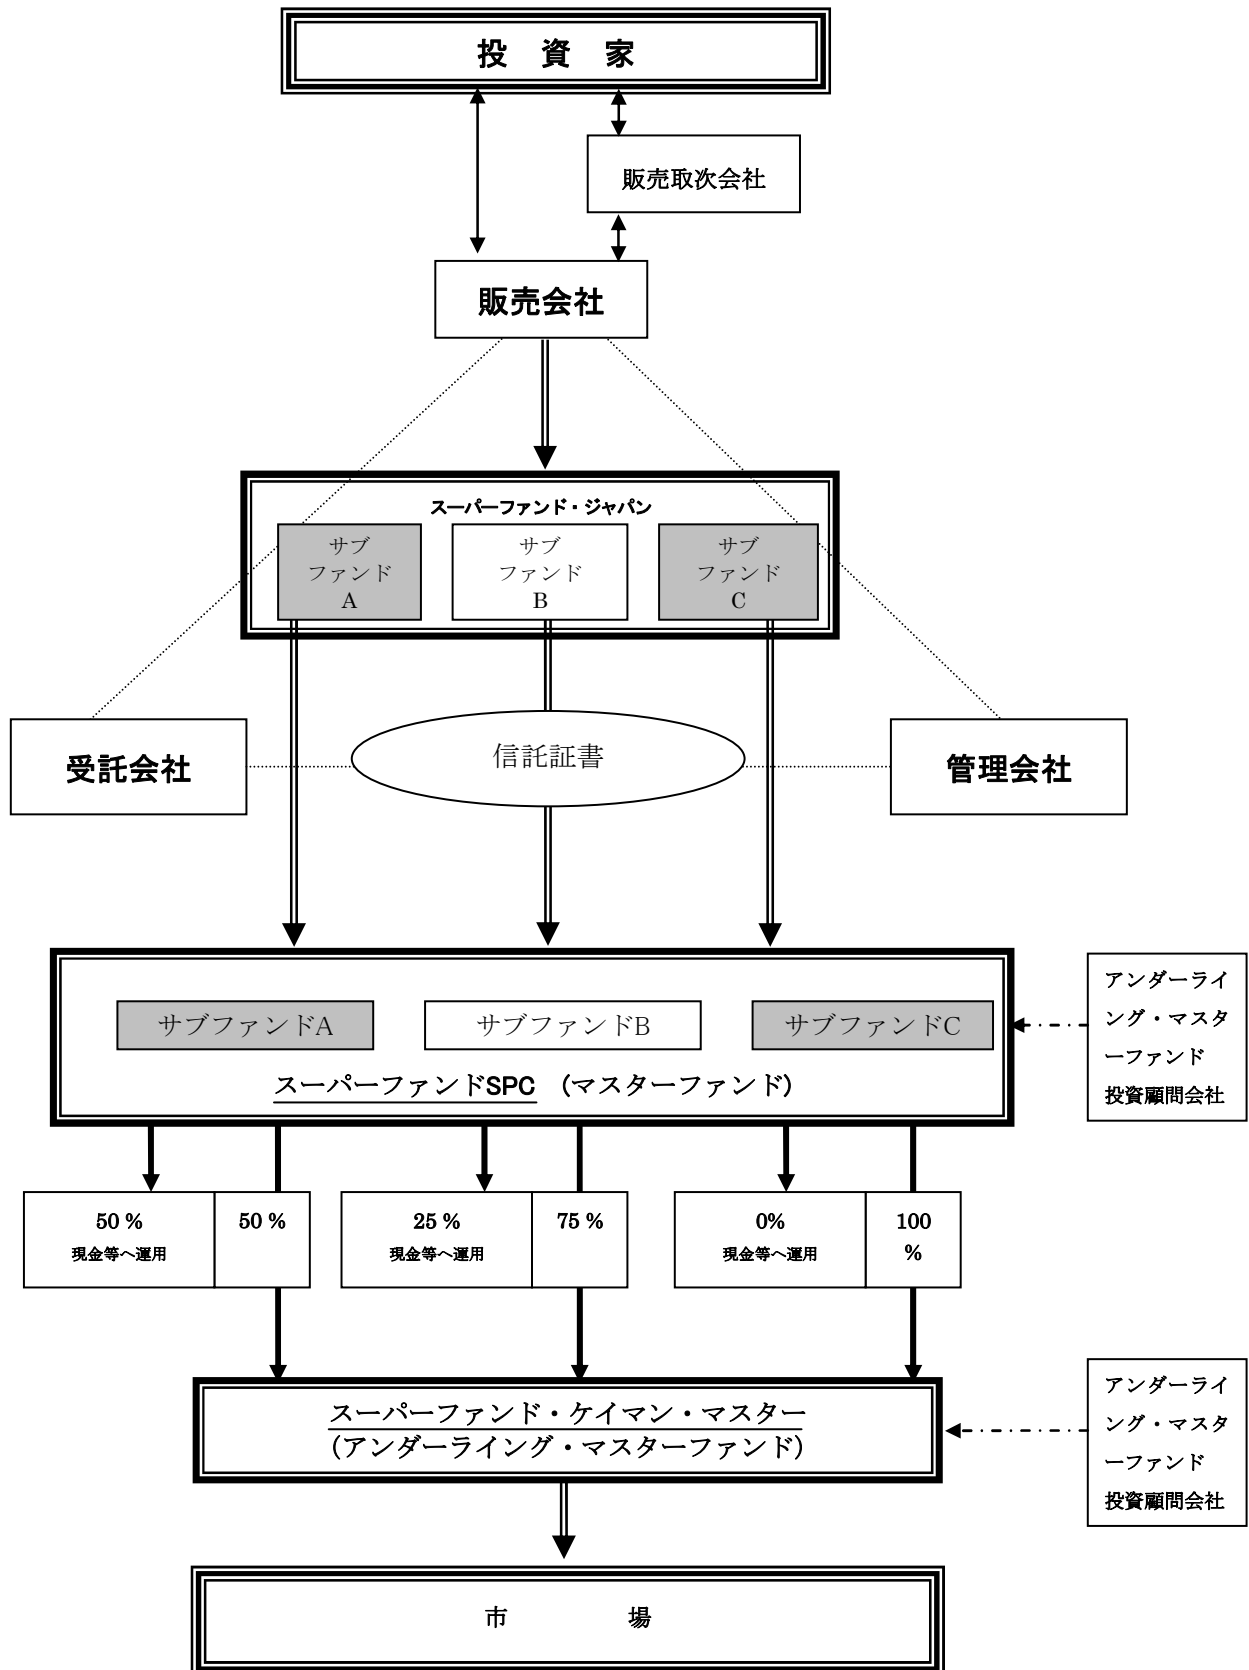 投 資 家
販売取次会社
販売会社
スーパーファンド・ジャパン
サブ
ファンド
A
サブ
ファンド
B
サブ
ファンド
C
受託会社
信託証書
管理会社
サブファンドA
サブファンドB
サブファンドC
スーパーファンドSPC (マスターファンド)
アンダーライ
ング・マスタ
ーファンド
投資顧問会社
50 %
現金等へ運用
50 %
25 %
現金等へ運用
75 %
0%
現金等へ運用
100
%
スーパーファンド・ケイマン・マスター
(アンダーライング・マスターファンド)
アンダーライ
ング・マスタ
ーファンド
投資顧問会社
市 場